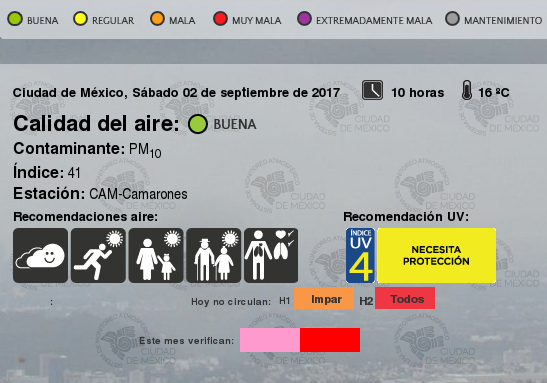 BUENA REGULAR MALA MUY MALA EXTREMADAMENTE MALA MANTENIMIENTO
Ciudad de México, Sábado 02 de septiembre de 2017 10 horas 16 ºC
Calidad del aire: BUENA
Contaminante: PM10
Índice: 41
Estación: CAM-Camarones
Recomendaciones aire: Recomendación UV:
ÍNDICE
UV
4
NECESITA
PROTECCIÓN
: Hoy no circulan: H1 Impar H2 Todos
Este mes verifican:
CIUDAD
DE MÉXICO